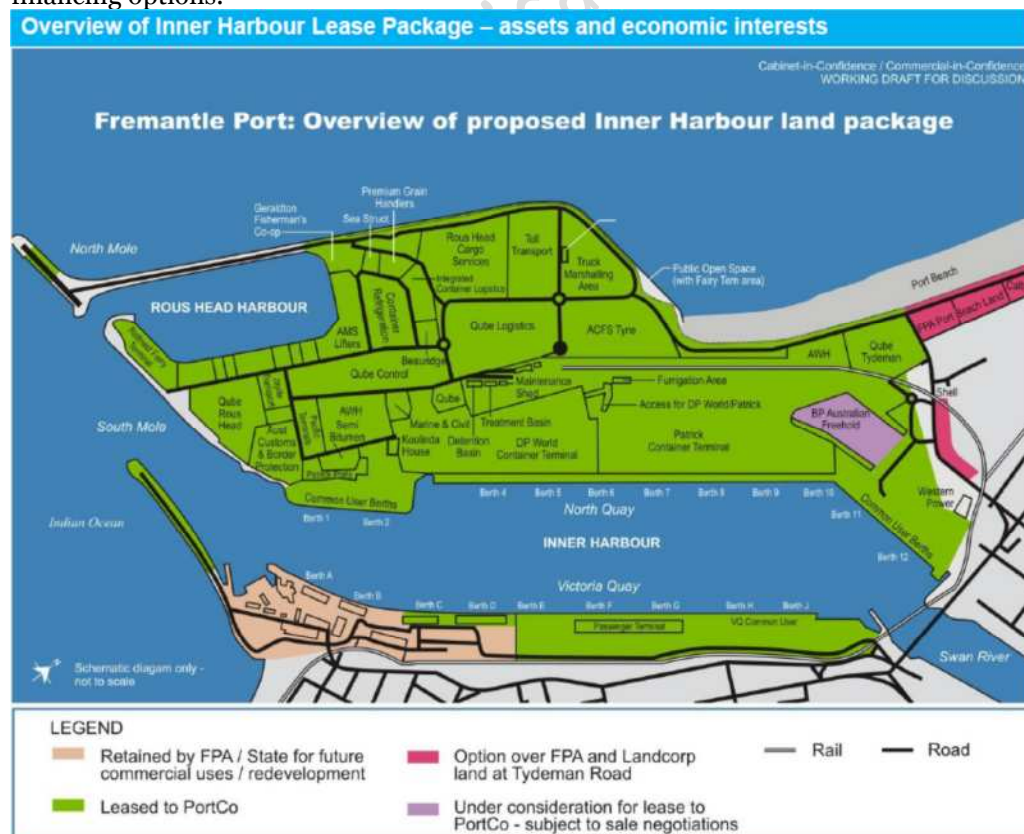 financing options.
Overview of Inner Harbour Lease Package – assets and economic interests
Cabinet-in-Confidence / Commercial-in-Confidence
WORKING DRAFT FOR DISCUSSION
Fremantle Port: Overview of proposed Inner Harbour land package
Premium Grain
Handlers
Geraldton
Fisherman's
Co-op
Sea Struct
North Mole
Rous Head
Cargo
Services
Toll
Transport
Truck
Marshalling
Area
Integrated
Container Logistics
Public Open Space
(with Fairy Tern area)
Port Beach
FPA Port Beach Land
ROUS HEAD HARBOUR
Container
Refrigeration
AMS
Lifters
Qube Logistics
ACFS Tyne
AWH
Qube
Tydeman
Beaundge
Qube Control
Maintenance
Shed
Fumigation Area
Shell
Qube
Rous
Head
AWH
Semi
Bitumen
Qube
Treatment Basin
Access for DP World/Patrick
BP Australian
Freehold
South Mole
Marine & Civil
Koolinda
House
Detention
Basin
DP World
Container Terminal
Patrick
Container Terminal
Aust
Customs
& Border
Protection
Western
Power
Common User Berths
Berth 1
Berth 2
Berth 4
Berth 5
Berth 6
Berth 7
Berth 8
Berth 9
Berth 10
Berth 11
Common User Berths
Berth 12
North Quay
Indian Ocean
INNER HARBOUR
Victoria Quay
Berth A
Berth B
Berth C
Berth D
Berth E
Berth F
Berth G
Berth H
Berth J
Passenger Terminal
VQ Common User
Swan River
Schematic diagam only -
not to scale
LEGEND
Retained by FPA / State for future
commercial uses / redevelopment
Leased to PortCo
Option over FPA and Landcorp
land at Tydeman Road
Under consideration for lease to
PortCo - subject to sale negotiations
Rail
Road